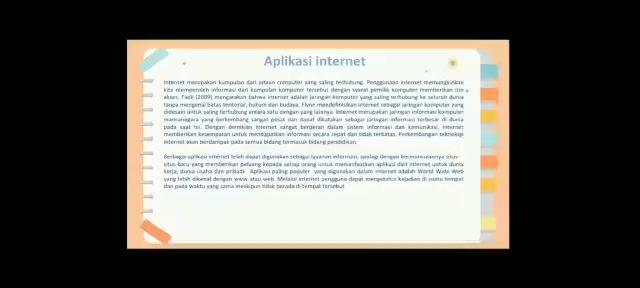 Aplikasi internet
Internet merupakan kumpulan dari jutaan computer yang saling terhubung. Penggunaan internet memungkinkan
kita memperoleh informasi dari kumpulan komputer tersebut dengan syarat pemilik komputer memberikan izin
akses. Fadli (2009) mengatakan bahwa internet adalah jaringan komputer yang saling terhubung ke seluruh dunia
tanpa mengenal batas teritorial, hukum dan budaya. Flynn mendefinisikan internet sebagai jaringan komputer yang
didesain untuk saling terhubung antara satu dengan yang lainnya. Internet merupakan jaringan informasi komputer
mancanegara yang berkembang sangat pesat dan dapat dikatakan sebagai jaringan informasi terbesar di dunia
pada saat ini. Dengan demikian internet sangat berperan dalam sistem informasi dan komunikasi. Internet
memberikan kesempatan untuk mendapatkan informasi secara cepat dan tidak terbatas. Perkembangan teknologi
internet akan berdampak pada semua bidang termasuk bidang pendidikan.
Berbagai aplikasi internet telah dapat digunakan sebagai layanan informasi, apalagi dengan bermunculannya situs-
situs baru yang memberikan peluang kepada setiap orang untuk memanfaatkan aplikasi dari internet untuk dunia
kerja, dunia usaha dan pribadi. Aplikasi paling populer yang digunakan dalam internet adalah World Wide Web
yang lebih dikenal dengan www atau web. Melalui internet pengguna dapat mengetahui kejadian di suatu tempat
dan pada waktu yang sama meskipun tidak berada di tempat tersebut